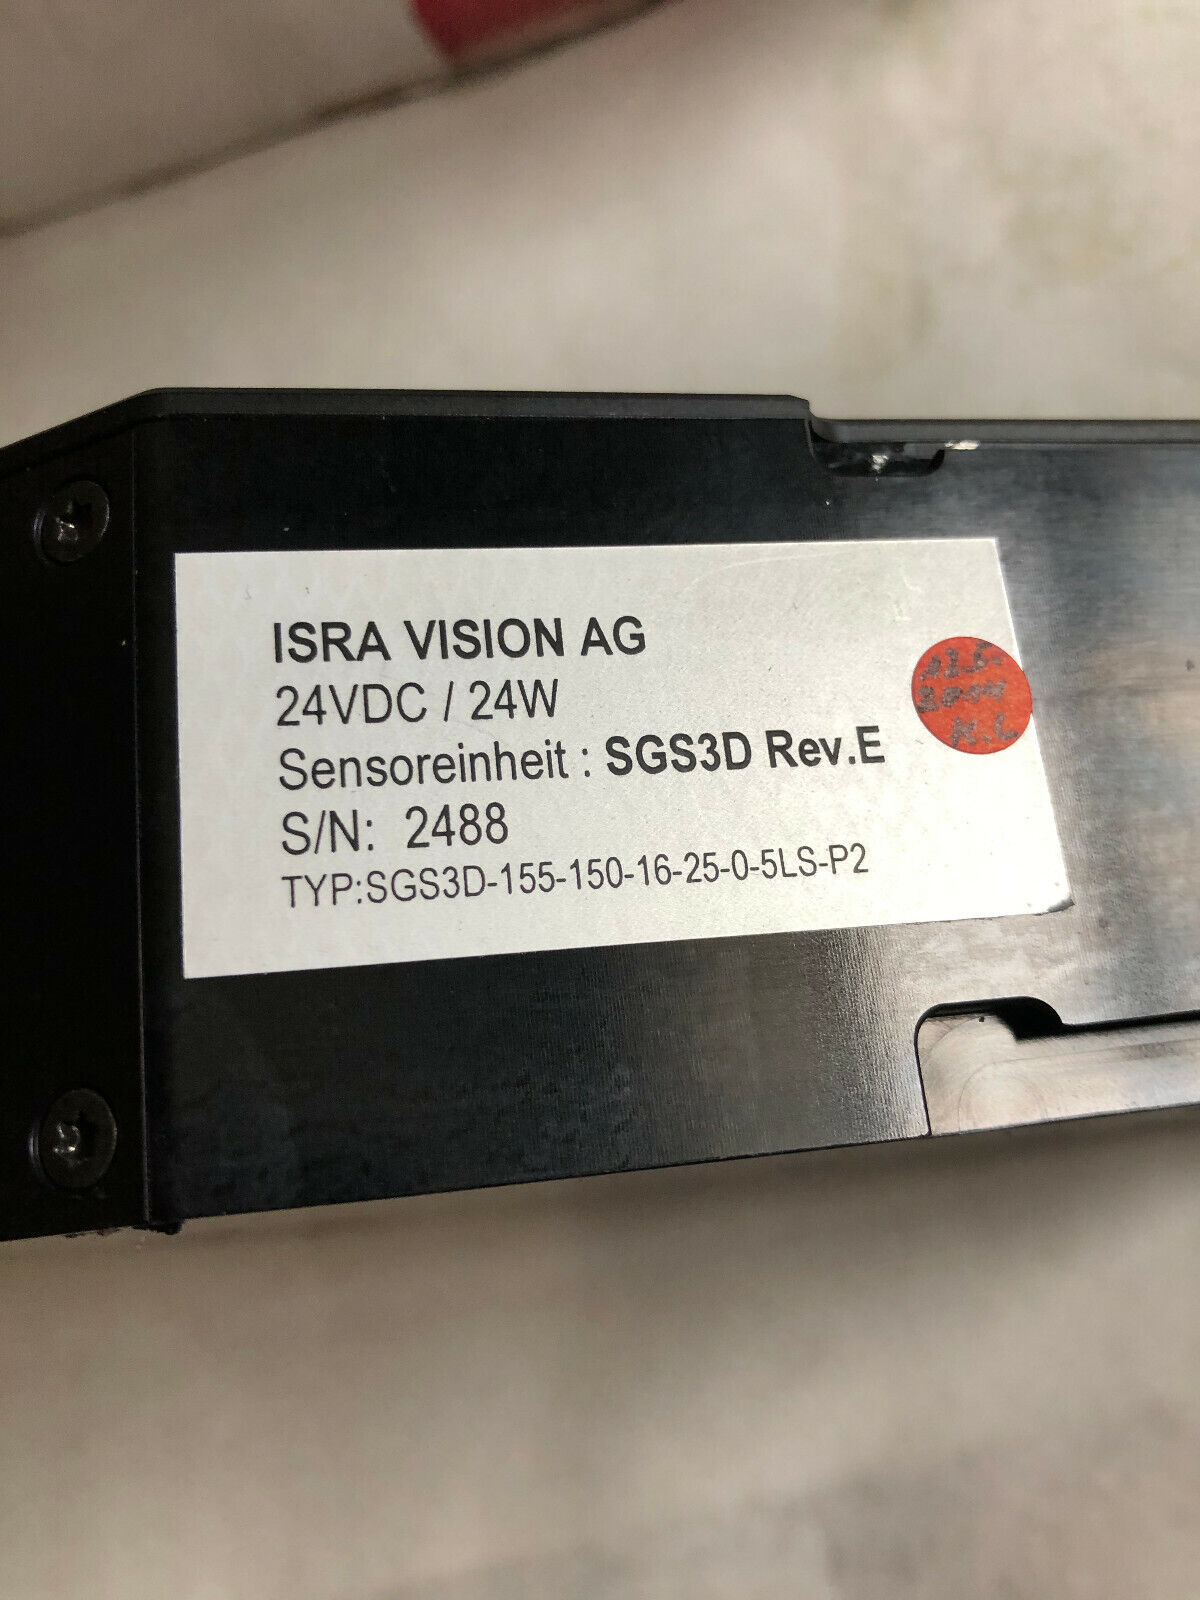 ISRA VISION AG
24VDC / 24W
Sensoreinheit : SGS3D Rev.E
S/N: 2488
TYP:SGS3D-155-150-16-25-0-5LS-P2